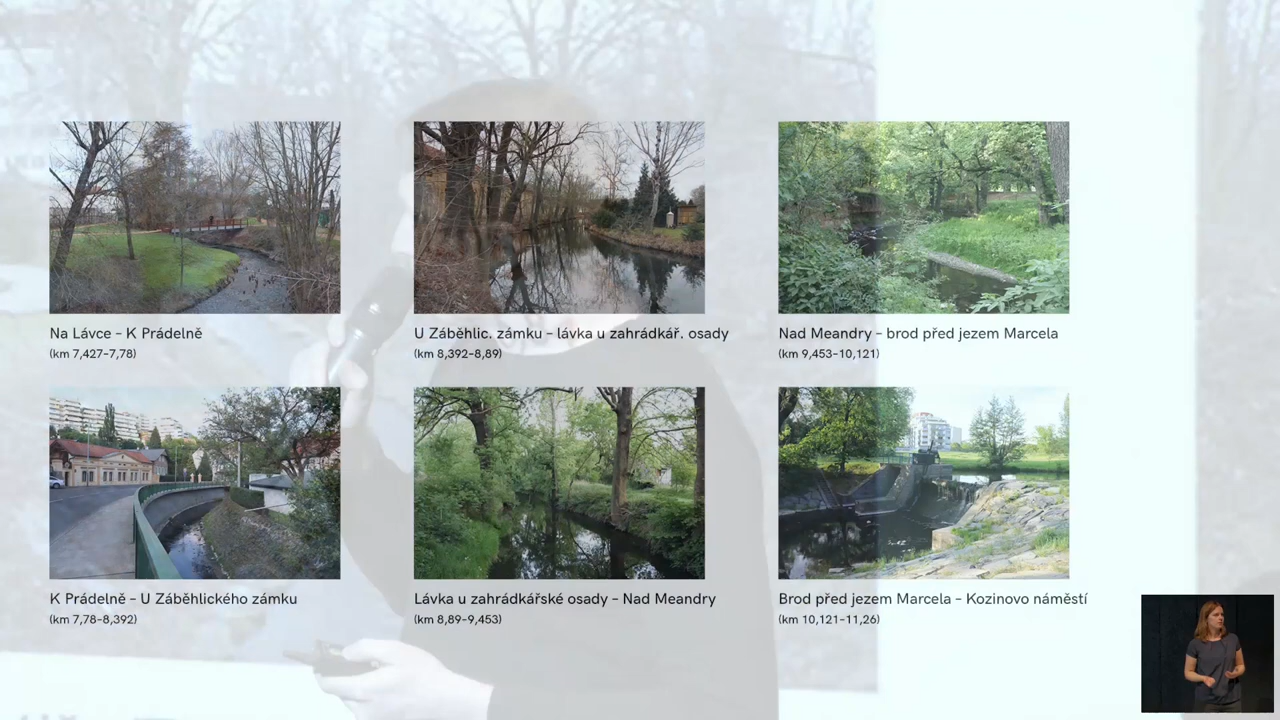 Na Lávce – K Prádelně
(km 7,427–7,78)
U Záběhlic. zámku – lávka u zahrádkář. osady
(km 8,392–8,89)
Nad Meandry – brod před jezem Marcela
(km 9,453–10,121)
K Prádelně – U Záběhlického zámku
(km 7,78–8,392)
Lávka u zahrádkářské osady – Nad Meandry
(km 8,89–9,453)
Brod před jezem Marcela – Kozinovo náměstí
(km 10,121–11,26)